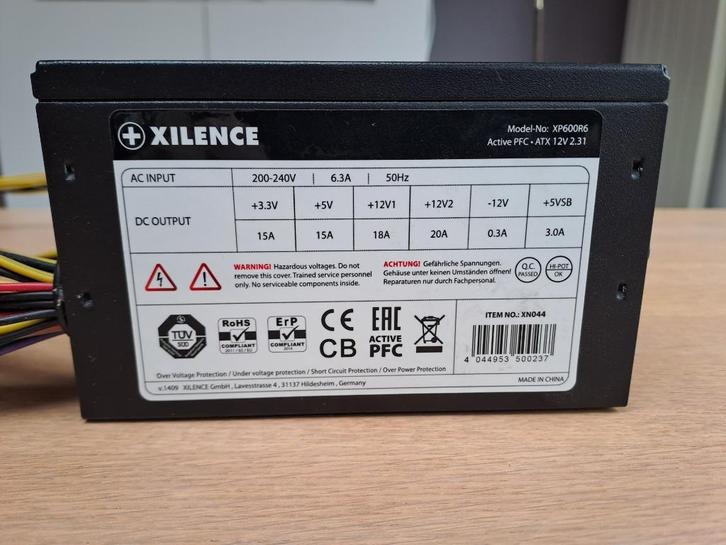 XILENCE
Model-No: XP600R6
Active PFC • ATX 12V 2.31
AC INPUT 200-240V | 6.3A | 50Hz
DC OUTPUT +3.3V +5V +12V1 +12V2 -12V +5VSB
15A 15A 18A 20A 0.3A 3.0A
WARNING! Hazardous voltages. Do not
remove this cover. Trained service personnel
only. No serviceable components inside.
ACHTUNG! Gefährliche Spannungen.
Gehäuse unter keinen Umständen öffnen!
Reparaturen nur durch Fachpersonal.
Q.C.
PASSED
HI-POT
OK
TÜV
SÜD
RoHS
COMPLIANT
2011 / 65 / EU
ErP
COMPLIANT
2014
CE
CB
EAC
ACTIVE
PFC
ITEM NO.: XN044
4 044953 500237
Over Voltage Protection / Under voltage protection / Short Circuit Protection / Over Power Protection
v.1409 XILENCE GmbH , Lavesstrasse 4 , 31137 Hildesheim , Germany
MADE IN CHINA